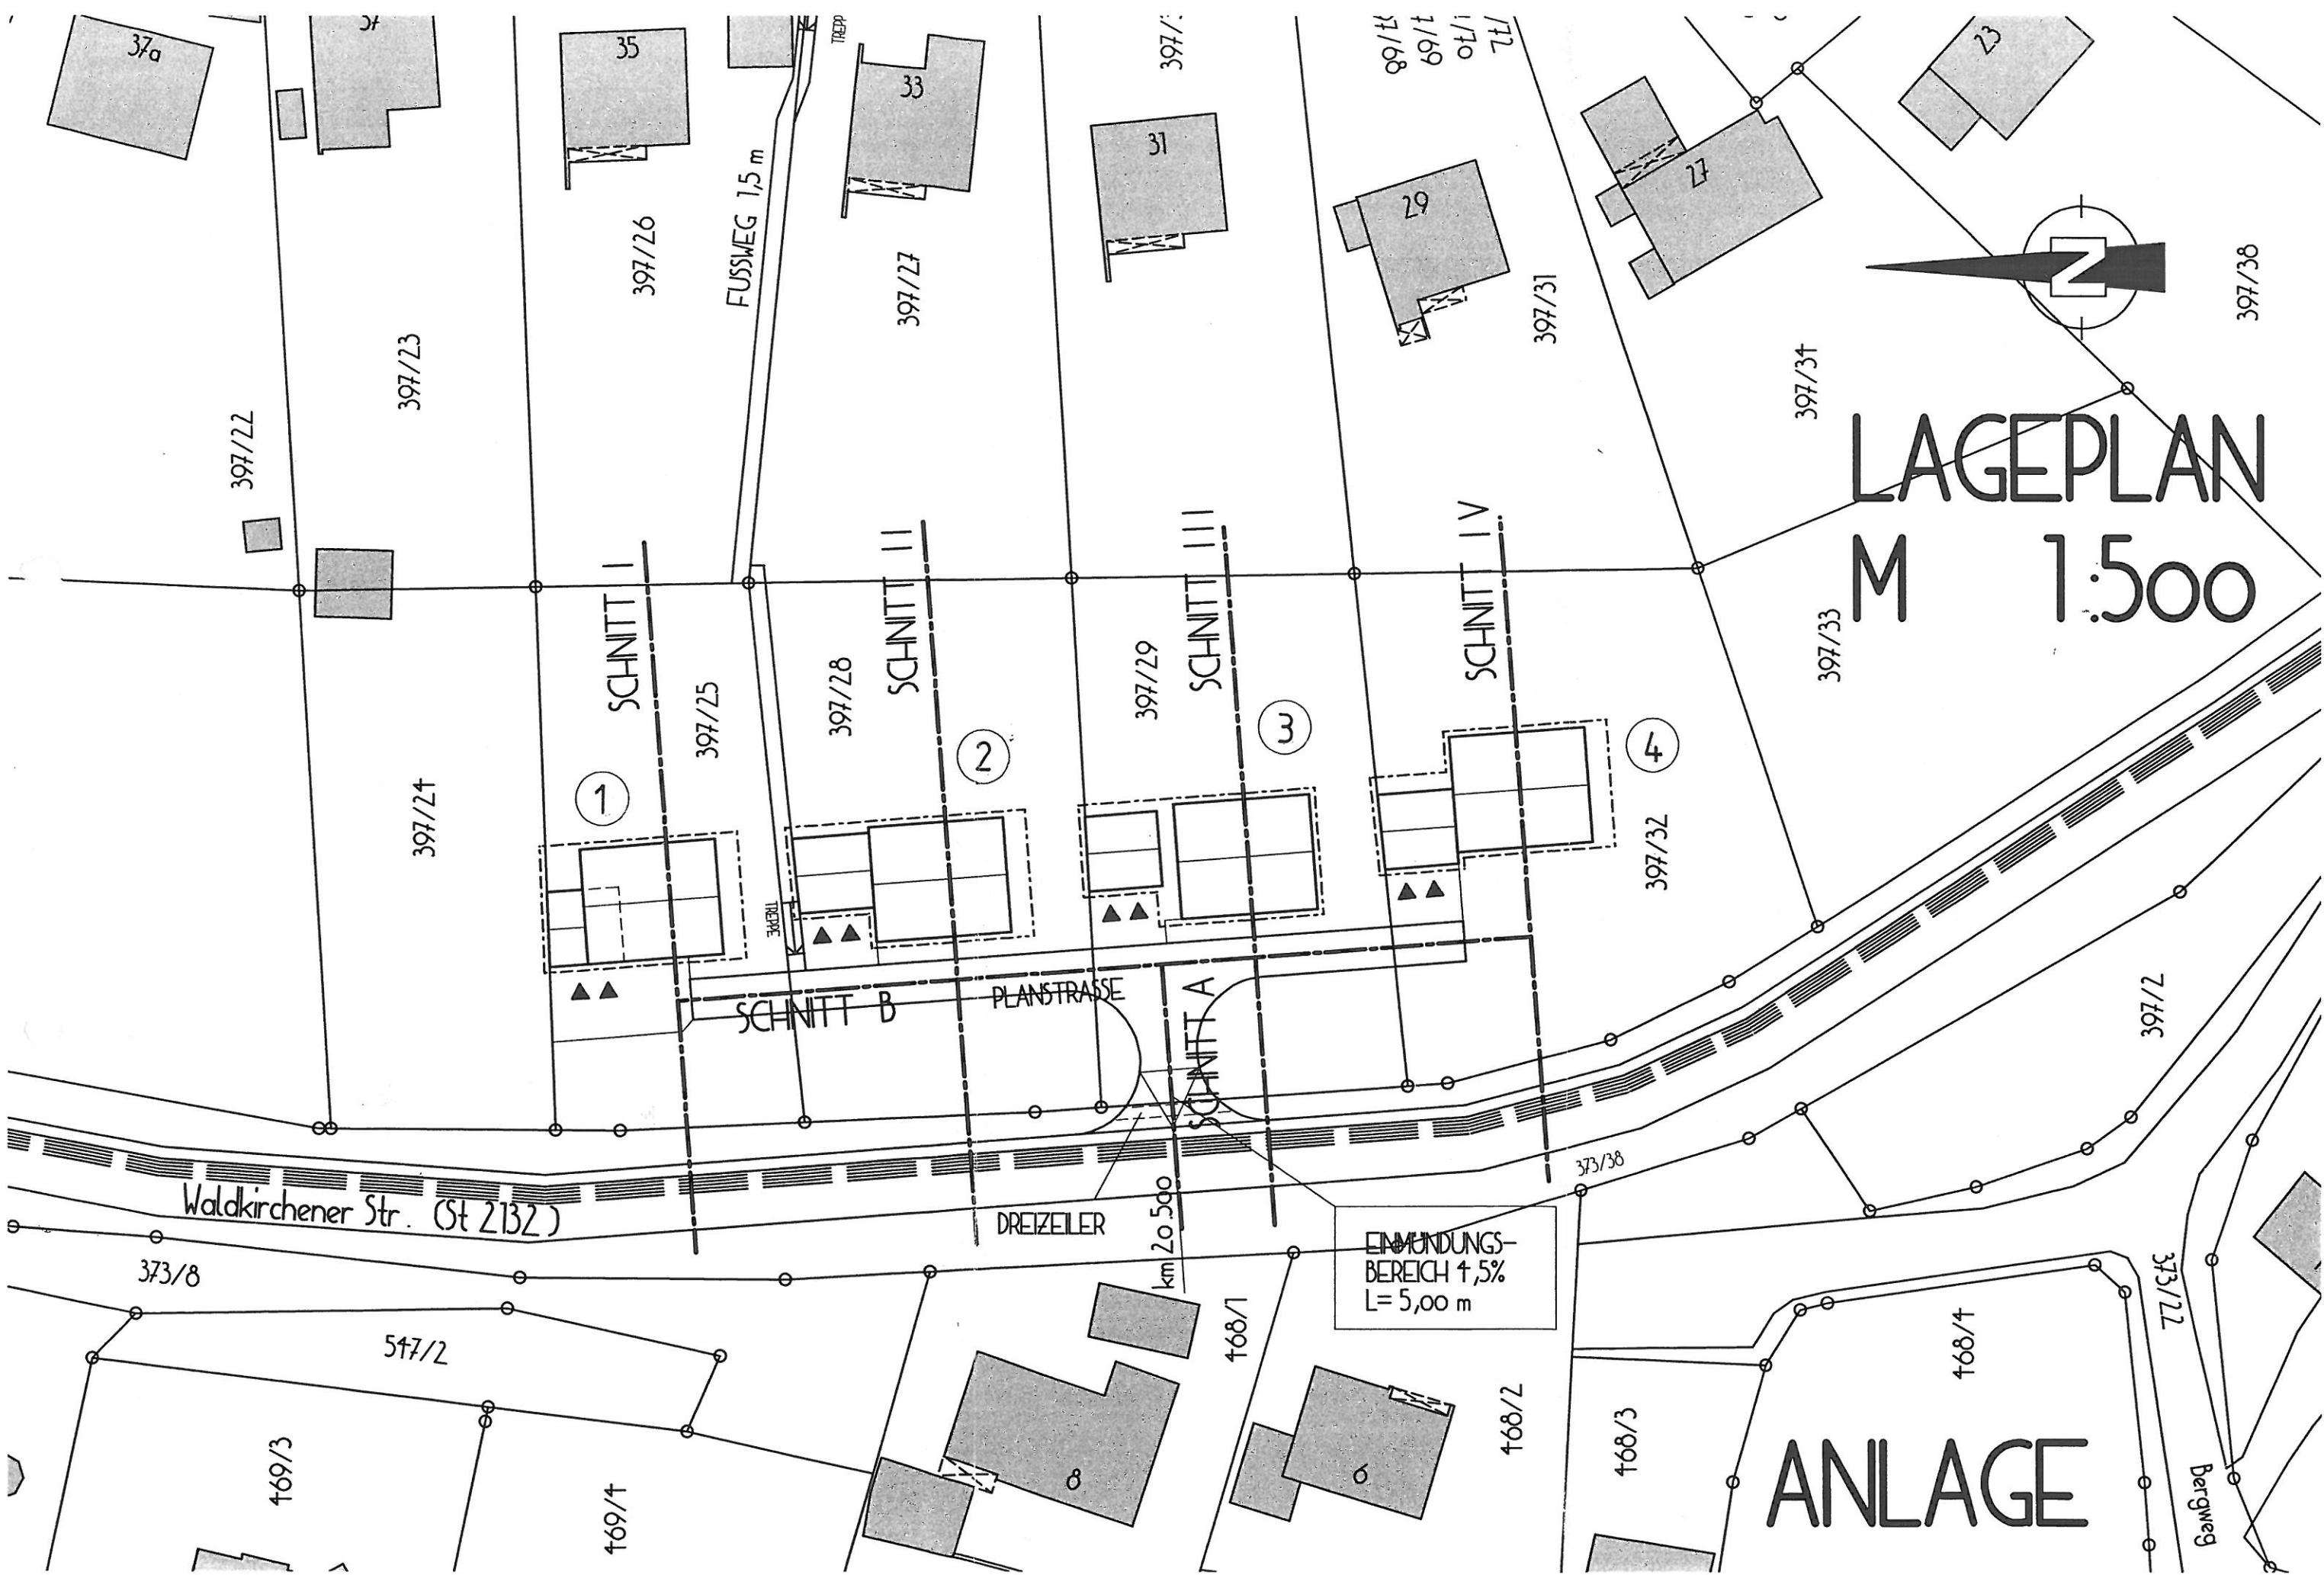 37a
37
35
33
31
29
27
23
TREPP
397/26
FUSSWEG 1,5 m
397/27
397/31
397/34
397/38
397/22
397/23
N
LAGEPLAN
M 1:500
SCHNITT I
SCHNITT II
SCHNITT III
SCHNITT IV
397/24
397/25
397/28
397/29
397/32
397/33
1
2
3
4
TREPPE
SCHNITT B
PLANSTRASSE
SCHNITT A
397/2
Waldkirchener Str. (St 2132)
DREIZEILER
km 20.500
373/38
EINMÜNDUNGS-
BEREICH 4,5%
L= 5,00 m
373/8
547/2
468/1
468/2
468/3
468/4
373/22
469/3
469/4
8
6
ANLAGE
Bergweg